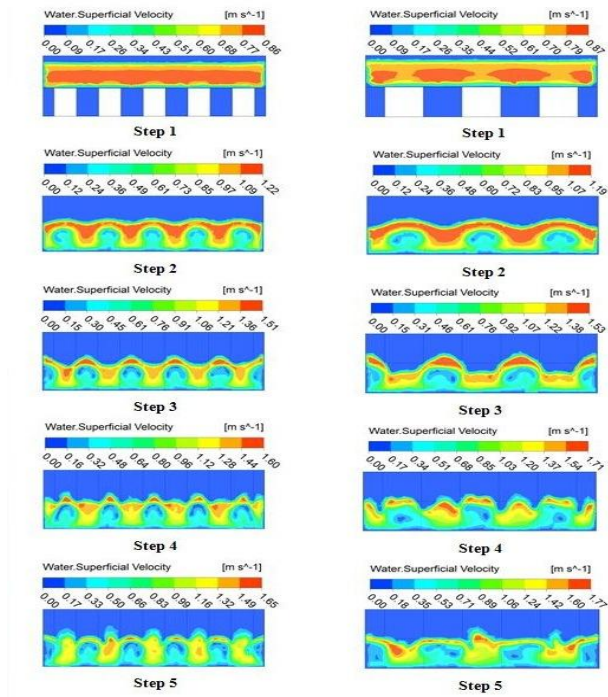 Water.Superficial Velocity [m s^-1]
0.00 0.09 0.17 0.26 0.34 0.43 0.51 0.60 0.68 0.77 0.86
Step 1
Water.Superficial Velocity [m s^-1]
0.00 0.12 0.24 0.36 0.49 0.61 0.73 0.85 0.97 1.09 1.22
Step 2
Water.Superficial Velocity [m s^-1]
0.00 0.15 0.30 0.45 0.61 0.76 0.91 1.06 1.21 1.36 1.51
Step 3
Water.Superficial Velocity [m s^-1]
0.00 0.16 0.32 0.48 0.64 0.80 0.96 1.12 1.28 1.44 1.60
Step 4
Water.Superficial Velocity [m s^-1]
0.00 0.17 0.33 0.50 0.66 0.83 0.99 1.16 1.32 1.49 1.65
Step 5
Water.Superficial Velocity [m s^-1]
0.00 0.09 0.17 0.26 0.35 0.44 0.52 0.61 0.70 0.79 0.87
Step 1
Water.Superficial Velocity [m s^-1]
0.00 0.12 0.24 0.36 0.48 0.60 0.72 0.83 0.95 1.07 1.19
Step 2
Water.Superficial Velocity [m s^-1]
0.00 0.15 0.31 0.46 0.61 0.76 0.92 1.07 1.22 1.38 1.53
Step 3
Water.Superficial Velocity [m s^-1]
0.00 0.17 0.34 0.51 0.68 0.85 1.03 1.20 1.37 1.54 1.71
Step 4
Water.Superficial Velocity [m s^-1]
0.00 0.18 0.35 0.53 0.71 0.89 1.06 1.24 1.42 1.60 1.77
Step 5